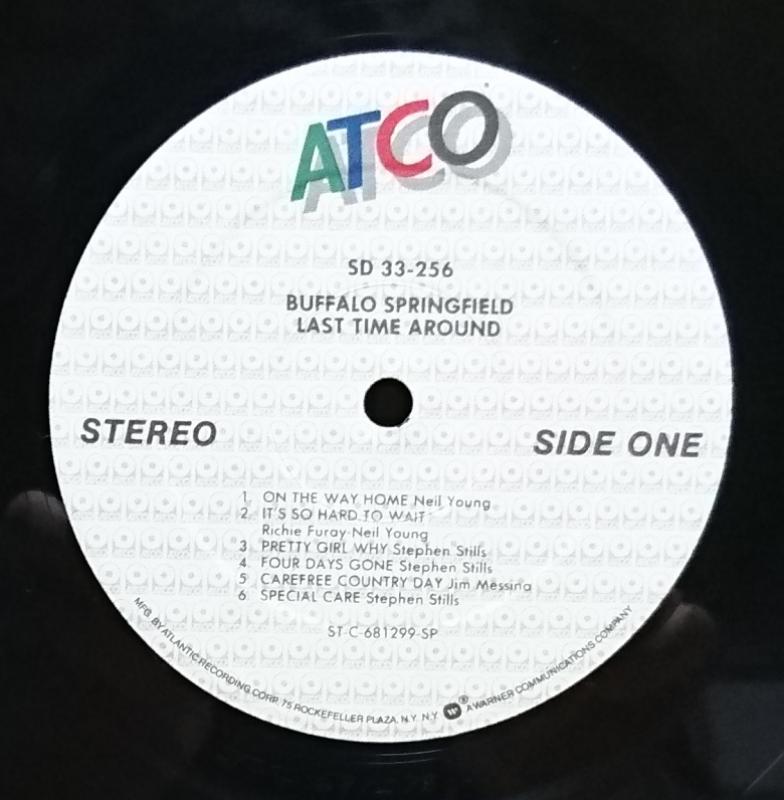 ATCO
SD 33-256
BUFFALO SPRINGFIELD
LAST TIME AROUND
STEREO
SIDE ONE
1. ON THE WAY HOME Neil Young
2. IT'S SO HARD TO WAIT
Richie Furay-Neil Young
3. PRETTY GIRL WHY Stephen Stills
4. FOUR DAYS GONE Stephen Stills
5. CAREFREE COUNTRY DAY Jim Messina
6. SPECIAL CARE Stephen Stills
ST-C-681299-SP
MFG. BY ATLANTIC RECORDING CORP. 75 ROCKEFELLER PLAZA, N.Y. N.Y. ® A WARNER COMMUNICATIONS COMPANY